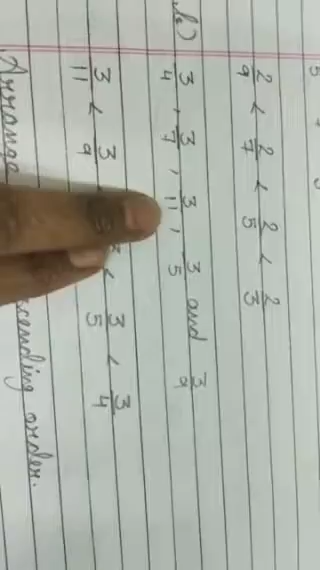 2/9 < 2/7 < 2/5 < 2/3
b) 3/4, 3/7, 3/11, 3/5 and 3/9
3/11 < 3/9 < 3/5 < 3/4
Arrange scending order.